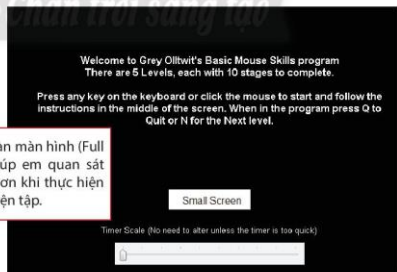 Chân trời sáng tạo
Welcome to Grey Olltwit's Basic Mouse Skills program
There are 5 Levels, each with 10 stages to complete.
Press any key on the keyboard or click the mouse to start and follow the
instructions in the middle of the screen. When in the program press Q to
Quit or N for the Next level.
àn màn hình (Full
úp em quan sát
ơn khi thực hiện
ện tập.
Small Screen
Timer Scale (No need to alter unless the timer is too quick)